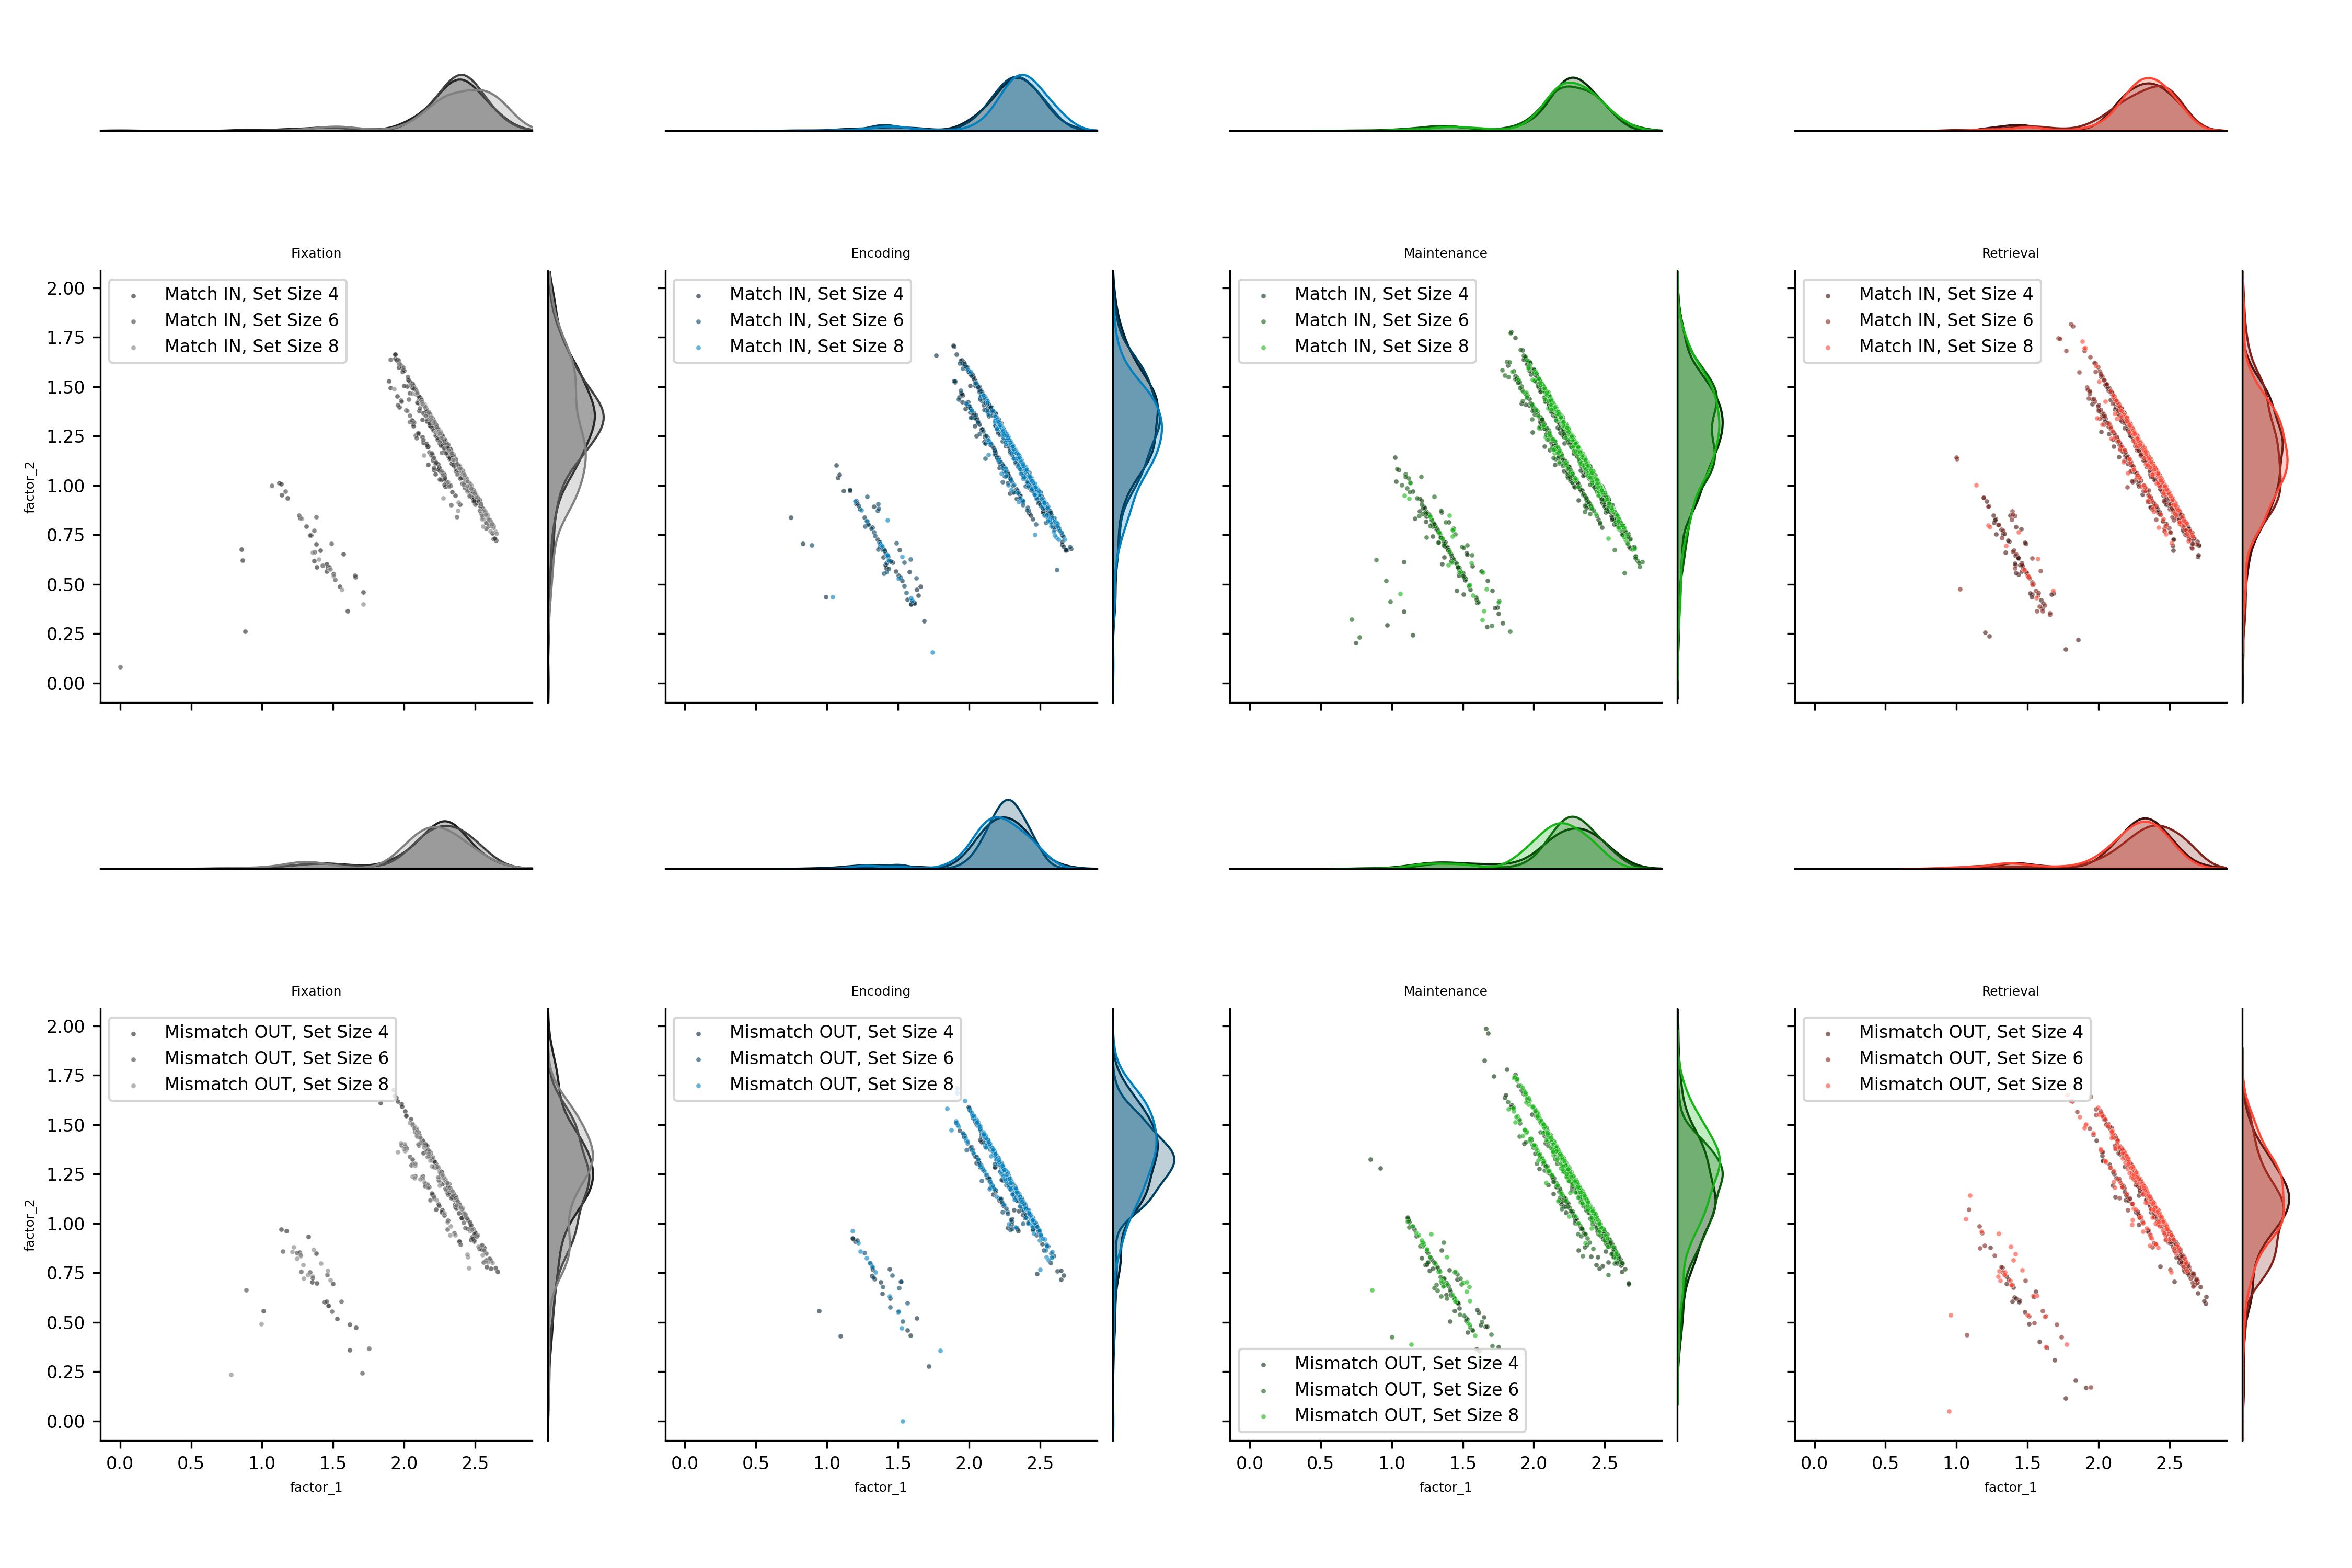 Fixation
Encoding
Maintenance
Retrieval
2.00
1.75
1.50
1.25
1.00
0.75
0.50
0.25
0.00
factor_2
Match IN, Set Size 4
Match IN, Set Size 6
Match IN, Set Size 8
Match IN, Set Size 4
Match IN, Set Size 6
Match IN, Set Size 8
Match IN, Set Size 4
Match IN, Set Size 6
Match IN, Set Size 8
Match IN, Set Size 4
Match IN, Set Size 6
Match IN, Set Size 8
Fixation
Encoding
Maintenance
Retrieval
2.00
1.75
1.50
1.25
1.00
0.75
0.50
0.25
0.00
factor_2
Mismatch OUT, Set Size 4
Mismatch OUT, Set Size 6
Mismatch OUT, Set Size 8
Mismatch OUT, Set Size 4
Mismatch OUT, Set Size 6
Mismatch OUT, Set Size 8
Mismatch OUT, Set Size 4
Mismatch OUT, Set Size 6
Mismatch OUT, Set Size 8
Mismatch OUT, Set Size 4
Mismatch OUT, Set Size 6
Mismatch OUT, Set Size 8
0.0 0.5 1.0 1.5 2.0 2.5
factor_1
0.0 0.5 1.0 1.5 2.0 2.5
factor_1
0.0 0.5 1.0 1.5 2.0 2.5
factor_1
0.0 0.5 1.0 1.5 2.0 2.5
factor_1